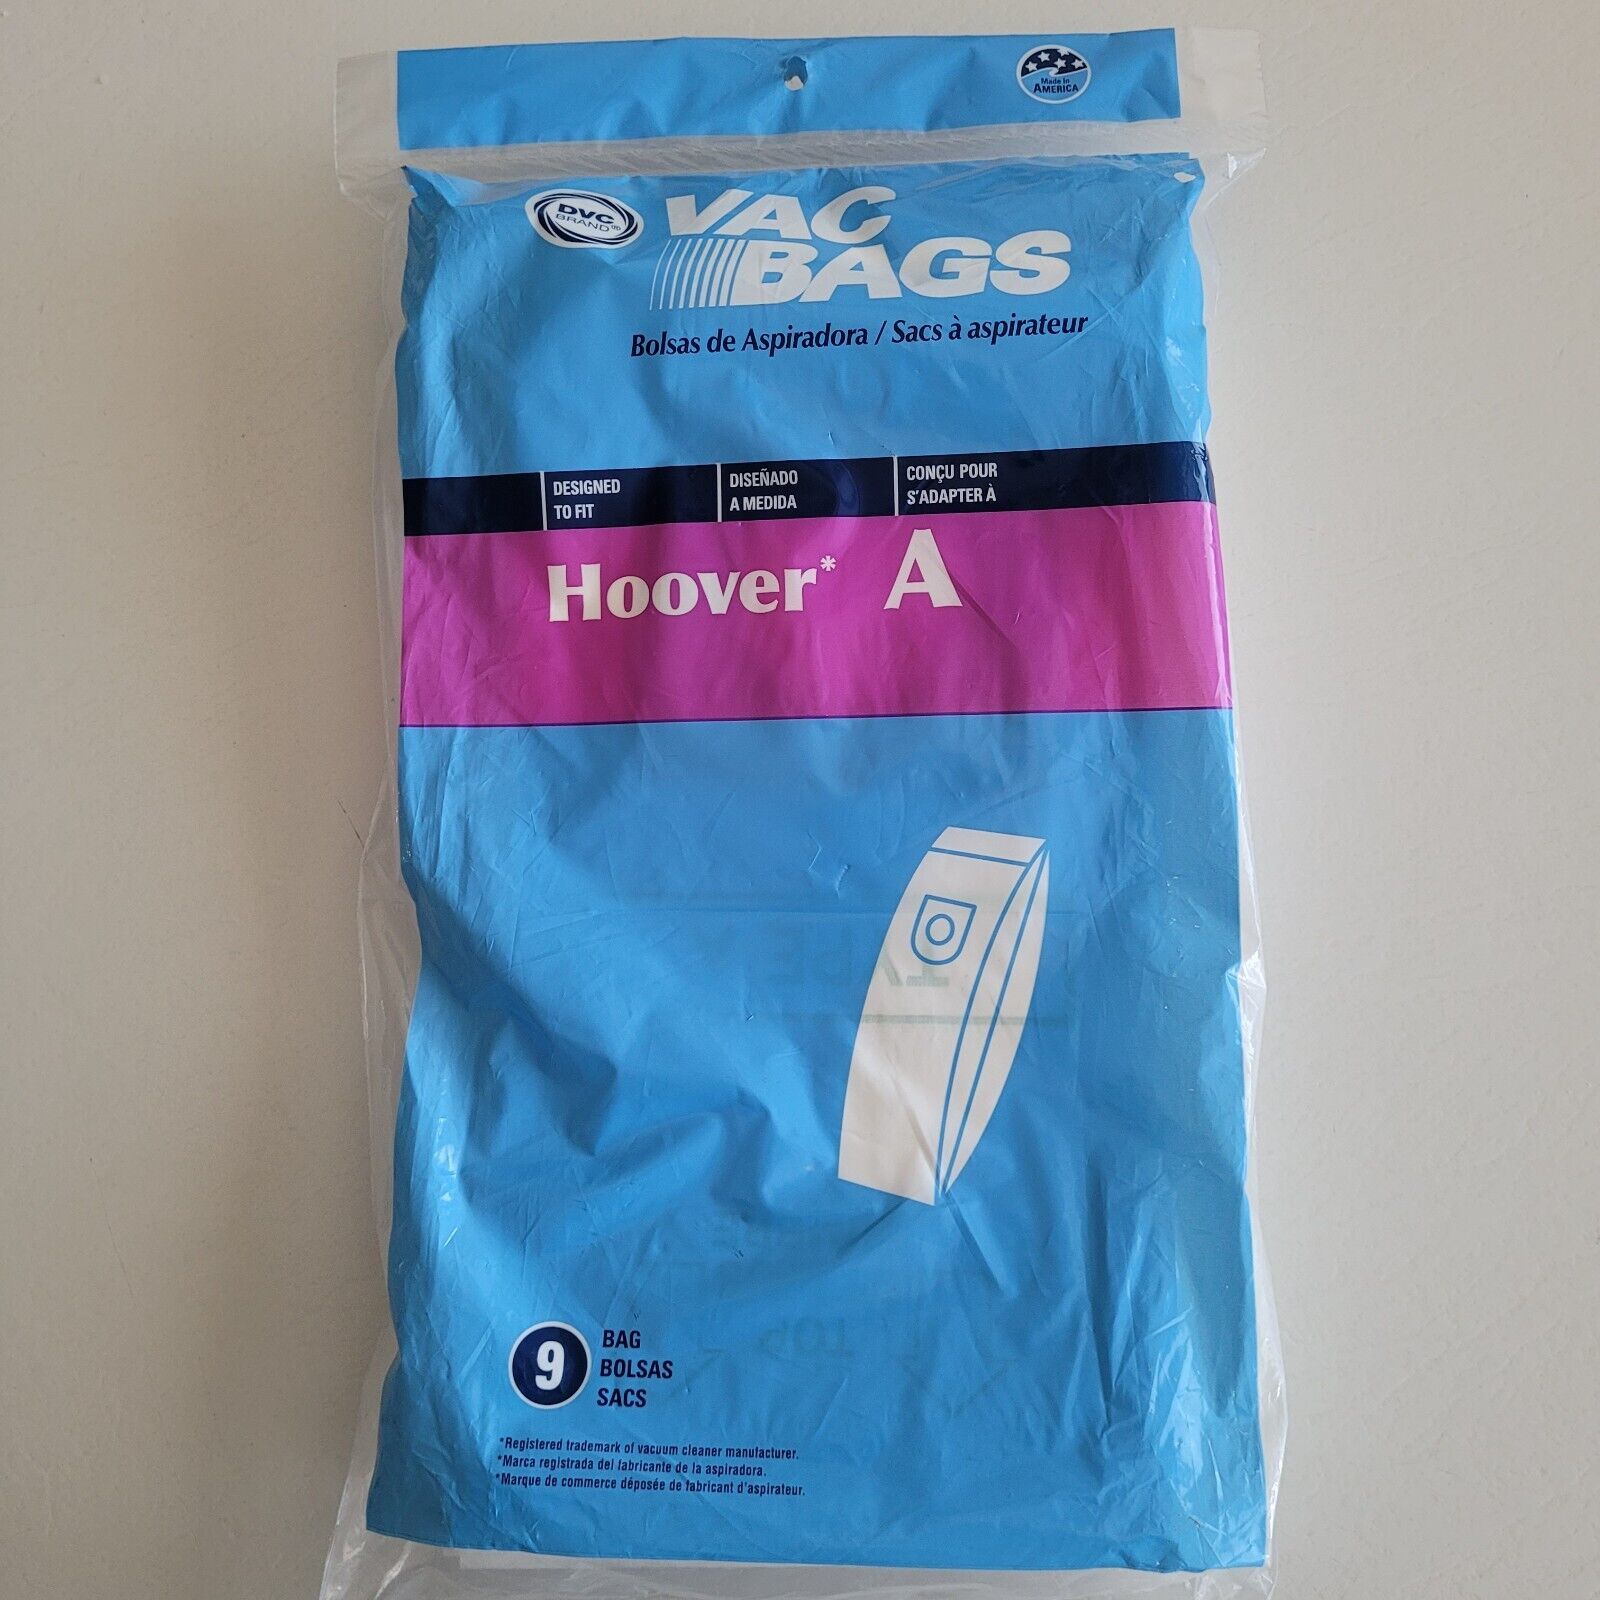 Made in
AMERICA
DVC
BRAND®
VAC
BAGS
Bolsas de Aspiradora / Sacs à aspirateur
DESIGNED
TO FIT
DISEÑADO
A MEDIDA
CONÇU POUR
S'ADAPTER À
Hoover* A
9
BAG
BOLSAS
SACS
*Registered trademark of vacuum cleaner manufacturer.
*Marca registrada del fabricante de la aspiradora.
*Marque de commerce déposée de fabricant d'aspirateur.